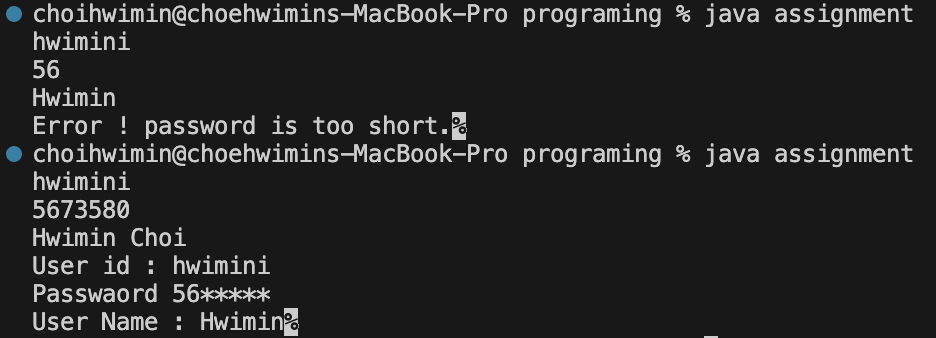 choihwimin@choehwimins-MacBook-Pro programing % java assignment
hwimini
56
Hwimin
Error ! password is too short.%
choihwimin@choehwimins-MacBook-Pro programing % java assignment
hwimini
5673580
Hwimin Choi
User id : hwimini
Passwaord 56*****
User Name : Hwimin%